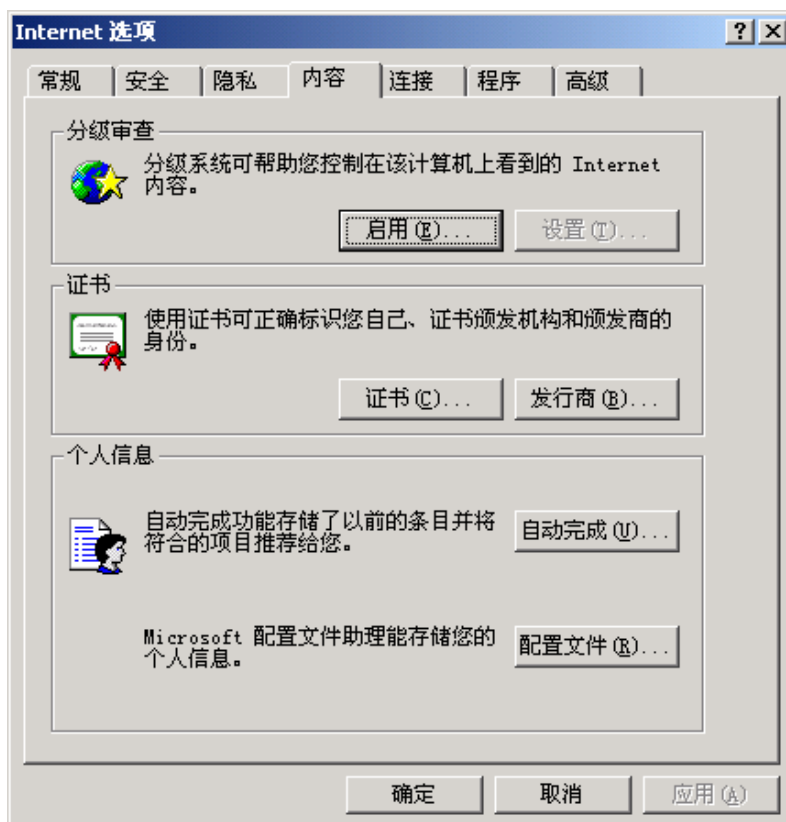 Internet 选项
常规 安全 隐私 内容 连接 程序 高级
分级审查
分级系统可帮助您控制在该计算机上看到的 Internet
内容。
启用(E)... 设置(T)...
证书
使用证书可正确标识您自己、证书颁发机构和颁发商的
身份。
证书(C)... 发行商(B)...
个人信息
自动完成功能存储了以前的条目并将
符合的项目推荐给您。
自动完成(U)...
Microsoft 配置文件助理能存储您的
个人信息。
配置文件(R)...
确定 取消 应用(A)